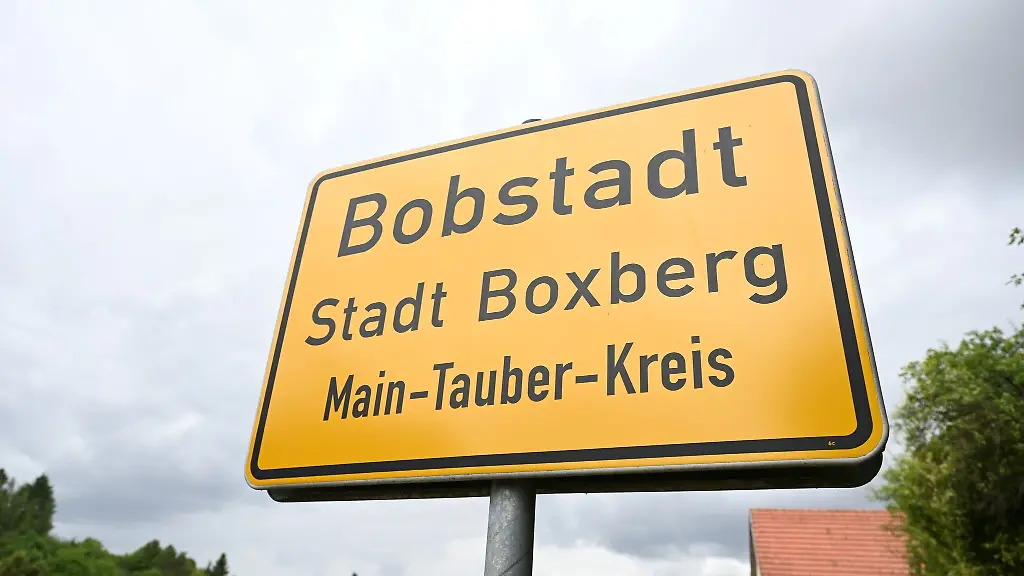 Bobstadt
Stadt Boxberg
Main-Tauber-Kreis